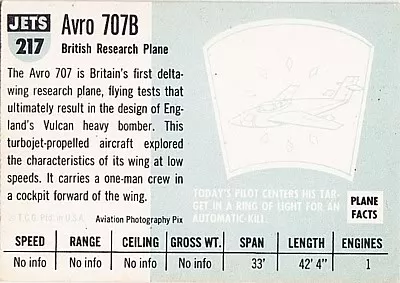 JETS
217
Avro 707B
British Research Plane
The Avro 707 is Britain's first delta-
wing research plane, flying tests that
ultimately result in the design of Eng-
land's Vulcan heavy bomber. This
turbojet-propelled aircraft explored
the characteristics of its wing at low
speeds. It carries a one-man crew in
a cockpit forward of the wing.
© T.C.G. Ptd. in U.S.A.
Aviation Photography Pix
TODAY'S PILOT CENTERS HIS TAR-
GET IN A RING OF LIGHT FOR AN
AUTOMATIC-KILL.
PLANE
FACTS
SPEED RANGE CEILING GROSS WT. SPAN LENGTH ENGINES
No info No info No info No info 33' 42' 4" 1